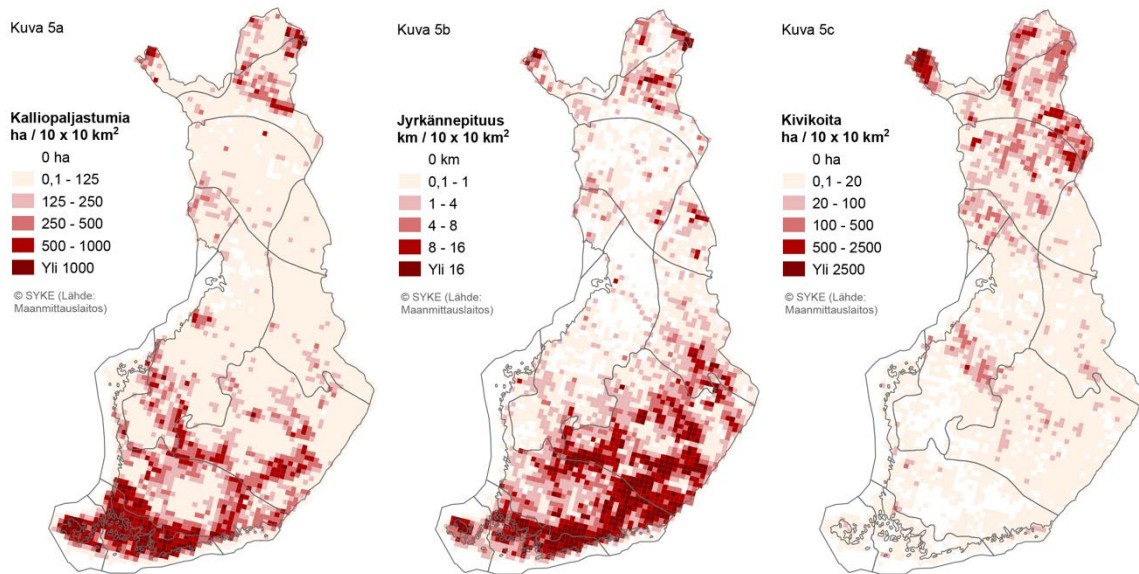 Kuva 5a
Kalliopaljastumia
ha / 10 x 10 km²
0 ha
0,1 - 125
125 - 250
250 - 500
500 - 1000
Yli 1000
© SYKE (Lähde:
Maanmittauslaitos)
Kuva 5b
Jyrkännepituus
km / 10 x 10 km²
0 km
0,1 - 1
1 - 4
4 - 8
8 - 16
Yli 16
© SYKE (Lähde:
Maanmittauslaitos)
Kuva 5c
Kivikoita
ha / 10 x 10 km²
0 ha
0,1 - 20
20 - 100
100 - 500
500 - 2500
Yli 2500
© SYKE (Lähde:
Maanmittauslaitos)